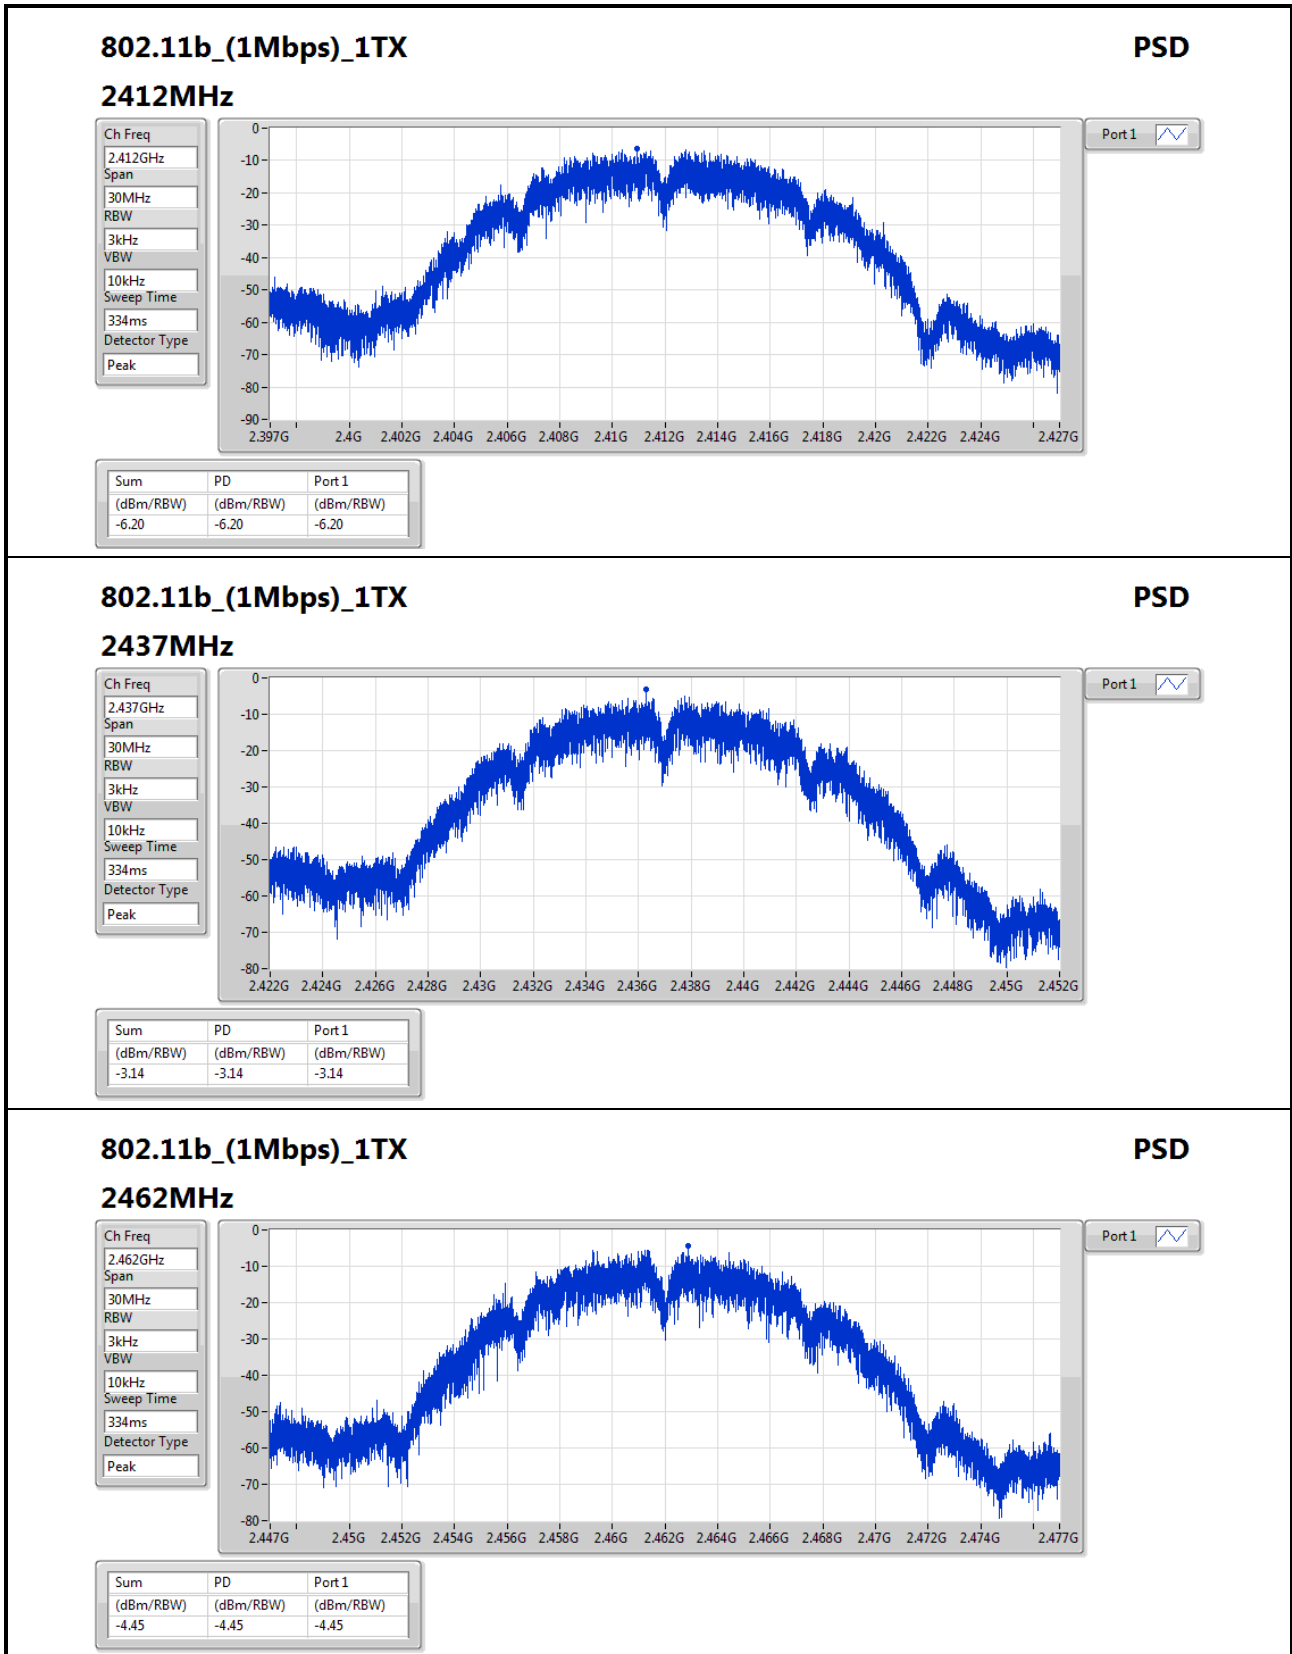 802.11b_(1Mbps)_1TX PSD
2412MHz
Ch Freq
2.412GHz
Span
30MHz
RBW
3kHz
VBW
10kHz
Sweep Time
334ms
Detector Type
Peak
0
-10
-20
-30
-40
-50
-60
-70
-80
-90
2.397G 2.4G 2.402G 2.404G 2.406G 2.408G 2.41G 2.412G 2.414G 2.416G 2.418G 2.42G 2.422G 2.424G 2.427G
Port 1
Sum PD Port 1
(dBm/RBW) (dBm/RBW) (dBm/RBW)
-6.20 -6.20 -6.20
802.11b_(1Mbps)_1TX PSD
2437MHz
Ch Freq
2.437GHz
Span
30MHz
RBW
3kHz
VBW
10kHz
Sweep Time
334ms
Detector Type
Peak
0
-10
-20
-30
-40
-50
-60
-70
-80
2.422G 2.424G 2.426G 2.428G 2.43G 2.432G 2.434G 2.436G 2.438G 2.44G 2.442G 2.444G 2.446G 2.448G 2.45G 2.452G
Port 1
Sum PD Port 1
(dBm/RBW) (dBm/RBW) (dBm/RBW)
-3.14 -3.14 -3.14
802.11b_(1Mbps)_1TX PSD
2462MHz
Ch Freq
2.462GHz
Span
30MHz
RBW
3kHz
VBW
10kHz
Sweep Time
334ms
Detector Type
Peak
0
-10
-20
-30
-40
-50
-60
-70
-80
2.447G 2.45G 2.452G 2.454G 2.456G 2.458G 2.46G 2.462G 2.464G 2.466G 2.468G 2.47G 2.472G 2.474G 2.477G
Port 1
Sum PD Port 1
(dBm/RBW) (dBm/RBW) (dBm/RBW)
-4.45 -4.45 -4.45